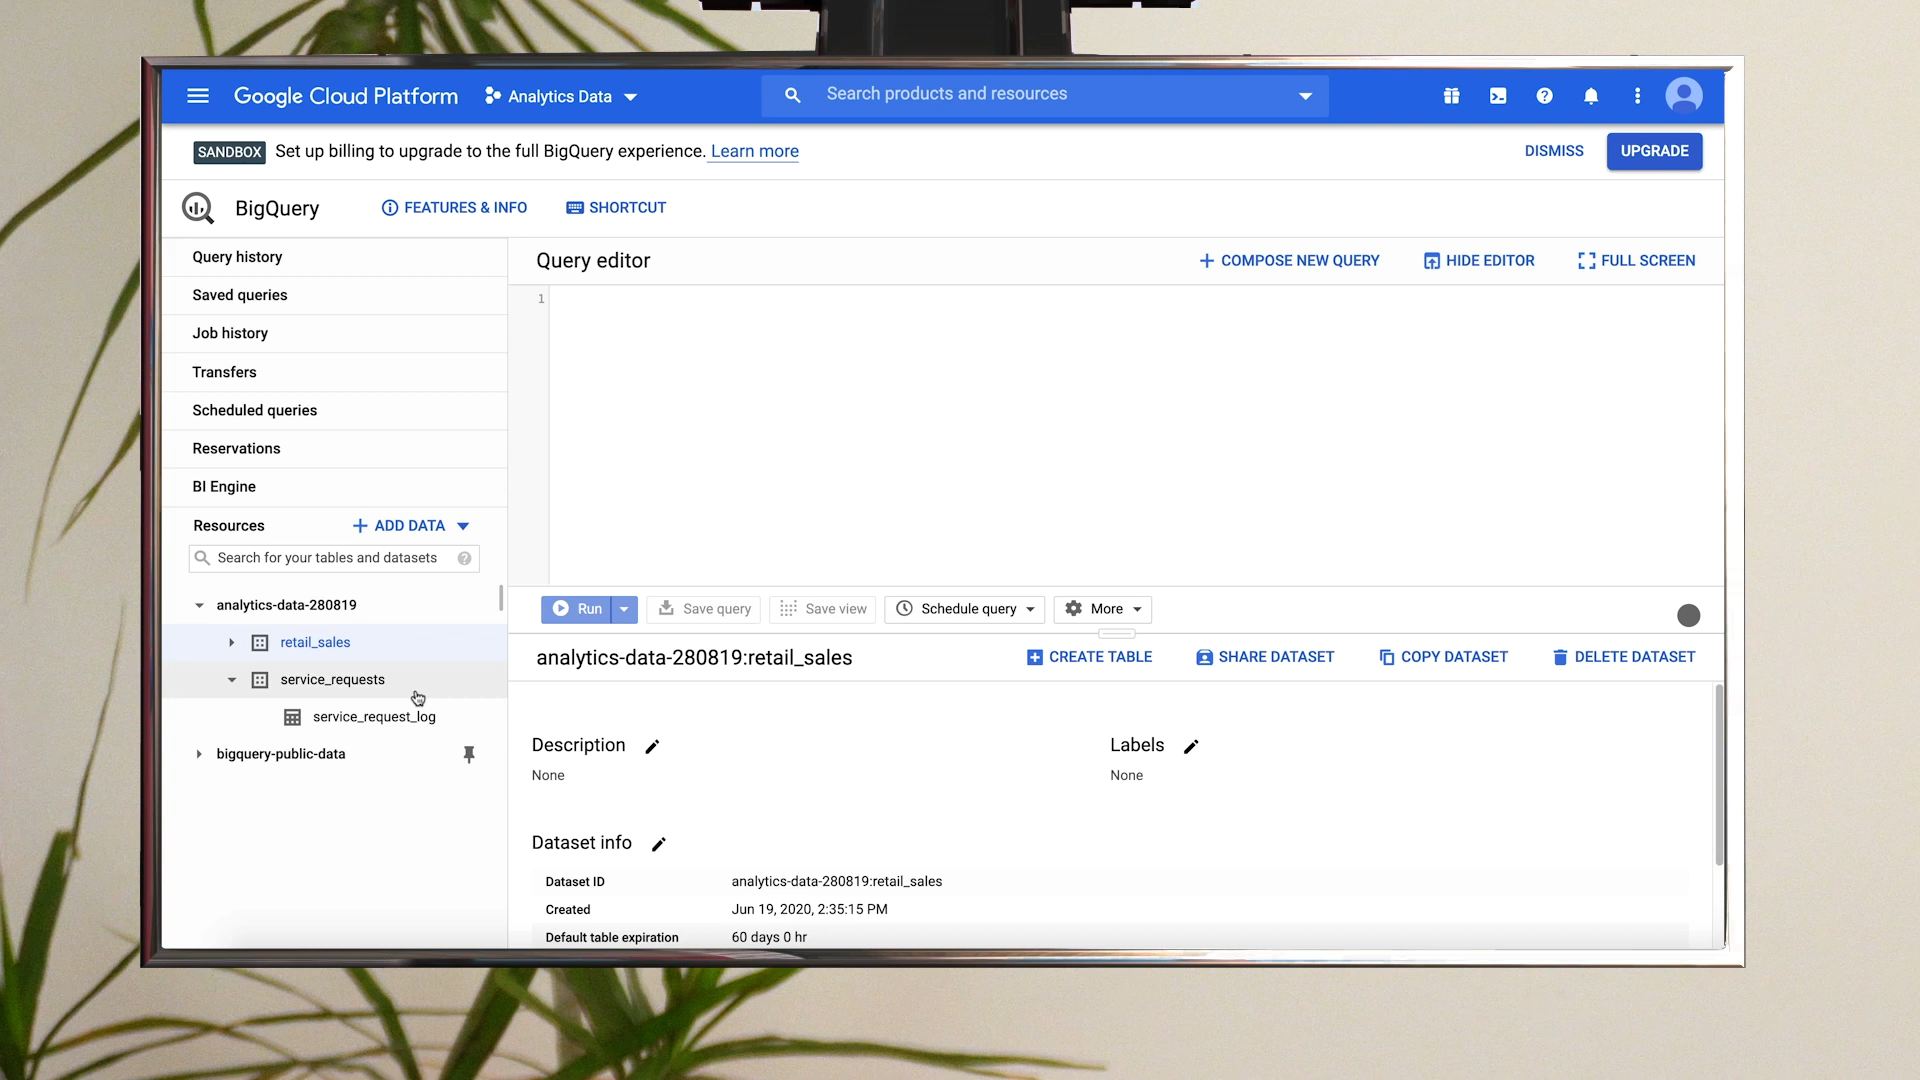 Google Cloud Platform Analytics Data Search products and resources
SANDBOX Set up billing to upgrade to the full BigQuery experience. Learn more DISMISS UPGRADE
BigQuery FEATURES & INFO SHORTCUT
Query history
Saved queries
Job history
Transfers
Scheduled queries
Reservations
BI Engine
Resources + ADD DATA
Search for your tables and datasets
analytics-data-280819
retail_sales
service_requests
service_request_log
bigquery-public-data
Query editor + COMPOSE NEW QUERY HIDE EDITOR FULL SCREEN
1
Run Save query Save view Schedule query More
analytics-data-280819:retail_sales CREATE TABLE SHARE DATASET COPY DATASET DELETE DATASET
Description Labels
None None
Dataset info
Dataset ID analytics-data-280819:retail_sales
Created Jun 19, 2020, 2:35:15 PM
Default table expiration 60 days 0 hr